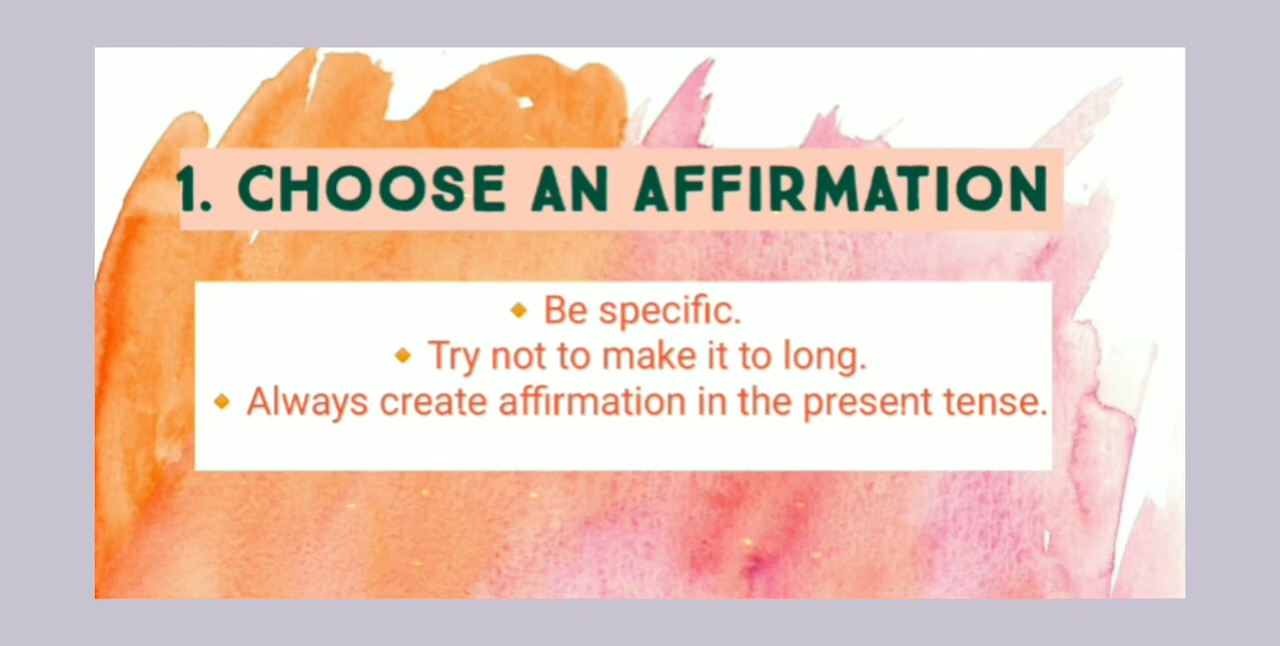 1. CHOOSE AN AFFIRMATION
🔸 Be specific.
🔸 Try not to make it to long.
🔸 Always create affirmation in the present tense.